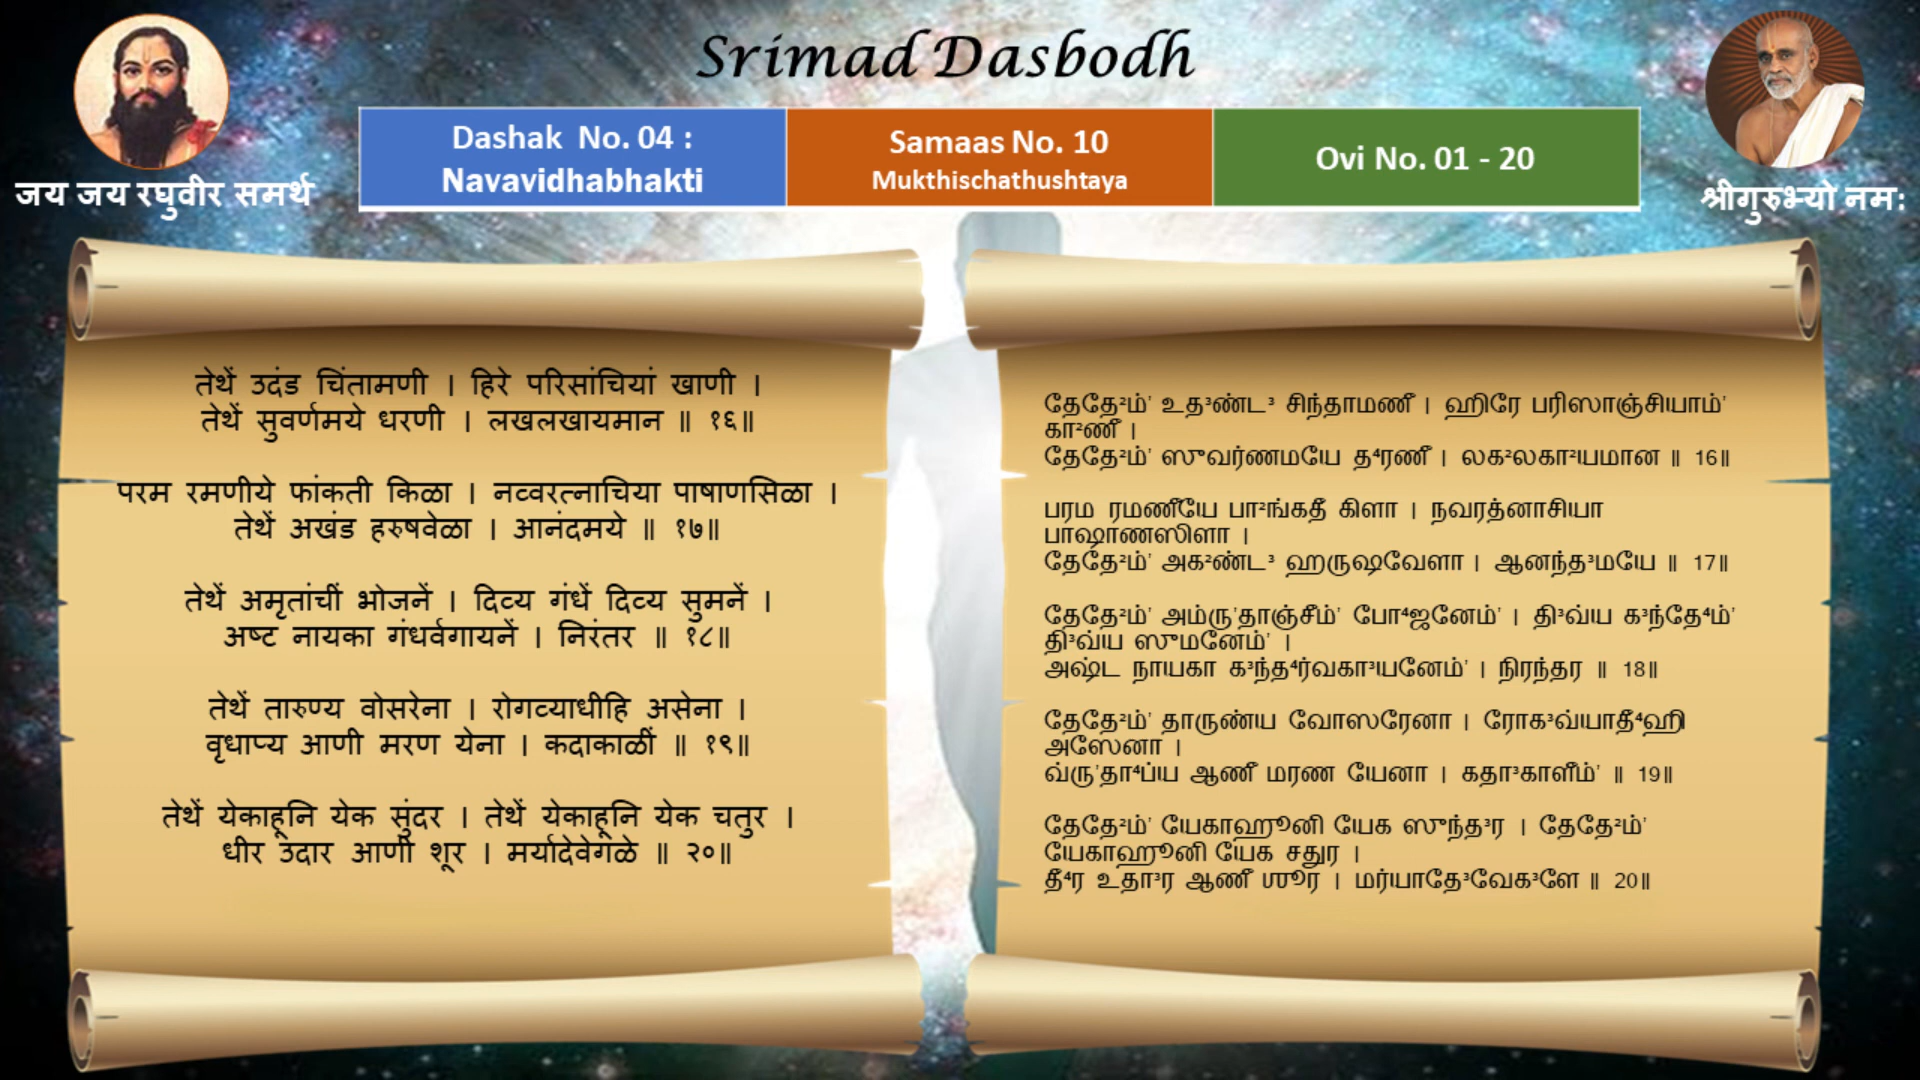 Srimad Dasbodh
Dashak No. 04 :
Navavidhabhakti
Samaas No. 10
Mukthischathushtaya
Ovi No. 01 - 20
जय जय रघुवीर समर्थ
श्रीगुरुभ्यो नमः
तेथें उदंड चिंतामणी । हिरे परिसांचियां खाणी ।
तेथें सुवर्णमये धरणी । लखलखायमान ॥ १६॥
परम रमणीये फांकती किळा । नव्वरत्नाचिया पाषाणसिळा ।
तेथें अखंड हरुषवेळा । आनंदमये ॥ १७॥
तेथें अमृतांचीं भोजनें । दिव्य गंधें दिव्य सुमनें ।
अष्ट नायका गंधर्वगायनें । निरंतर ॥ १८॥
तेथें तारुण्य वोसरेना । रोगव्याधीहि असेना ।
वृधाप्य आणी मरण येना । कदाकाळीं ॥ १९॥
तेथें येकाहूनि येक सुंदर । तेथें येकाहूनि येक चतुर ।
धीर उदार आणी शूर । मर्यादेवेगळे ॥ २०॥
தேதே²ம்ʼ உத³ண்ட³ சிந்தாமணீ । ஹிரே பரிஸாஞ்சியாம்ʼ
கா²ணீ ।
தேதே²ம்ʼ ஸுவர்ணமயே த⁴ரணீ । லக²லகா²யமான ॥ 16॥
பரம ரமணீயே பா²ங்கதீ கிளா । நவரத்னாசியா
பாஷாணஸிளா ।
தேதே²ம்ʼ அக²ண்ட³ ஹருஷவேளா । ஆனந்த³மயே ॥ 17॥
தேதே²ம்ʼ அம்ருʼதாஞ்சீம்ʼ போ⁴ஜனேம்ʼ । தி³வ்ய க³ந்தே⁴ம்ʼ
தி³வ்ய ஸுமனேம்ʼ ।
அஷ்ட நாயகா க³ந்த⁴ர்வகா³யனேம்ʼ । நிரந்தர ॥ 18॥
தேதே²ம்ʼ தாருண்ய வோஸரேனா । ரோக³வ்யாதீ⁴ஹி
அஸேனா ।
வ்ருʼதா⁴ப்ய ஆணீ மரண யேனா । கதா³காளீம்ʼ ॥ 19॥
தேதே²ம்ʼ யேகாஹூனி யேக ஸுந்த³ர । தேதே²ம்ʼ
யேகாஹூனி யேக சதுர ।
தீ⁴ர உதா³ர ஆணீ ஶூர । மர்யாதே³வேக³ளே ॥ 20॥